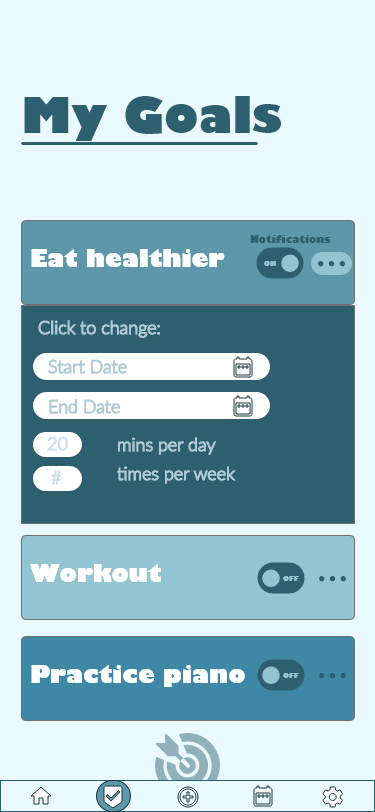 My Goals
Notifications
Eat healthier
ON
Click to change:
Start Date
End Date
20 mins per day
# times per week
Workout
OFF
Practice piano
OFF